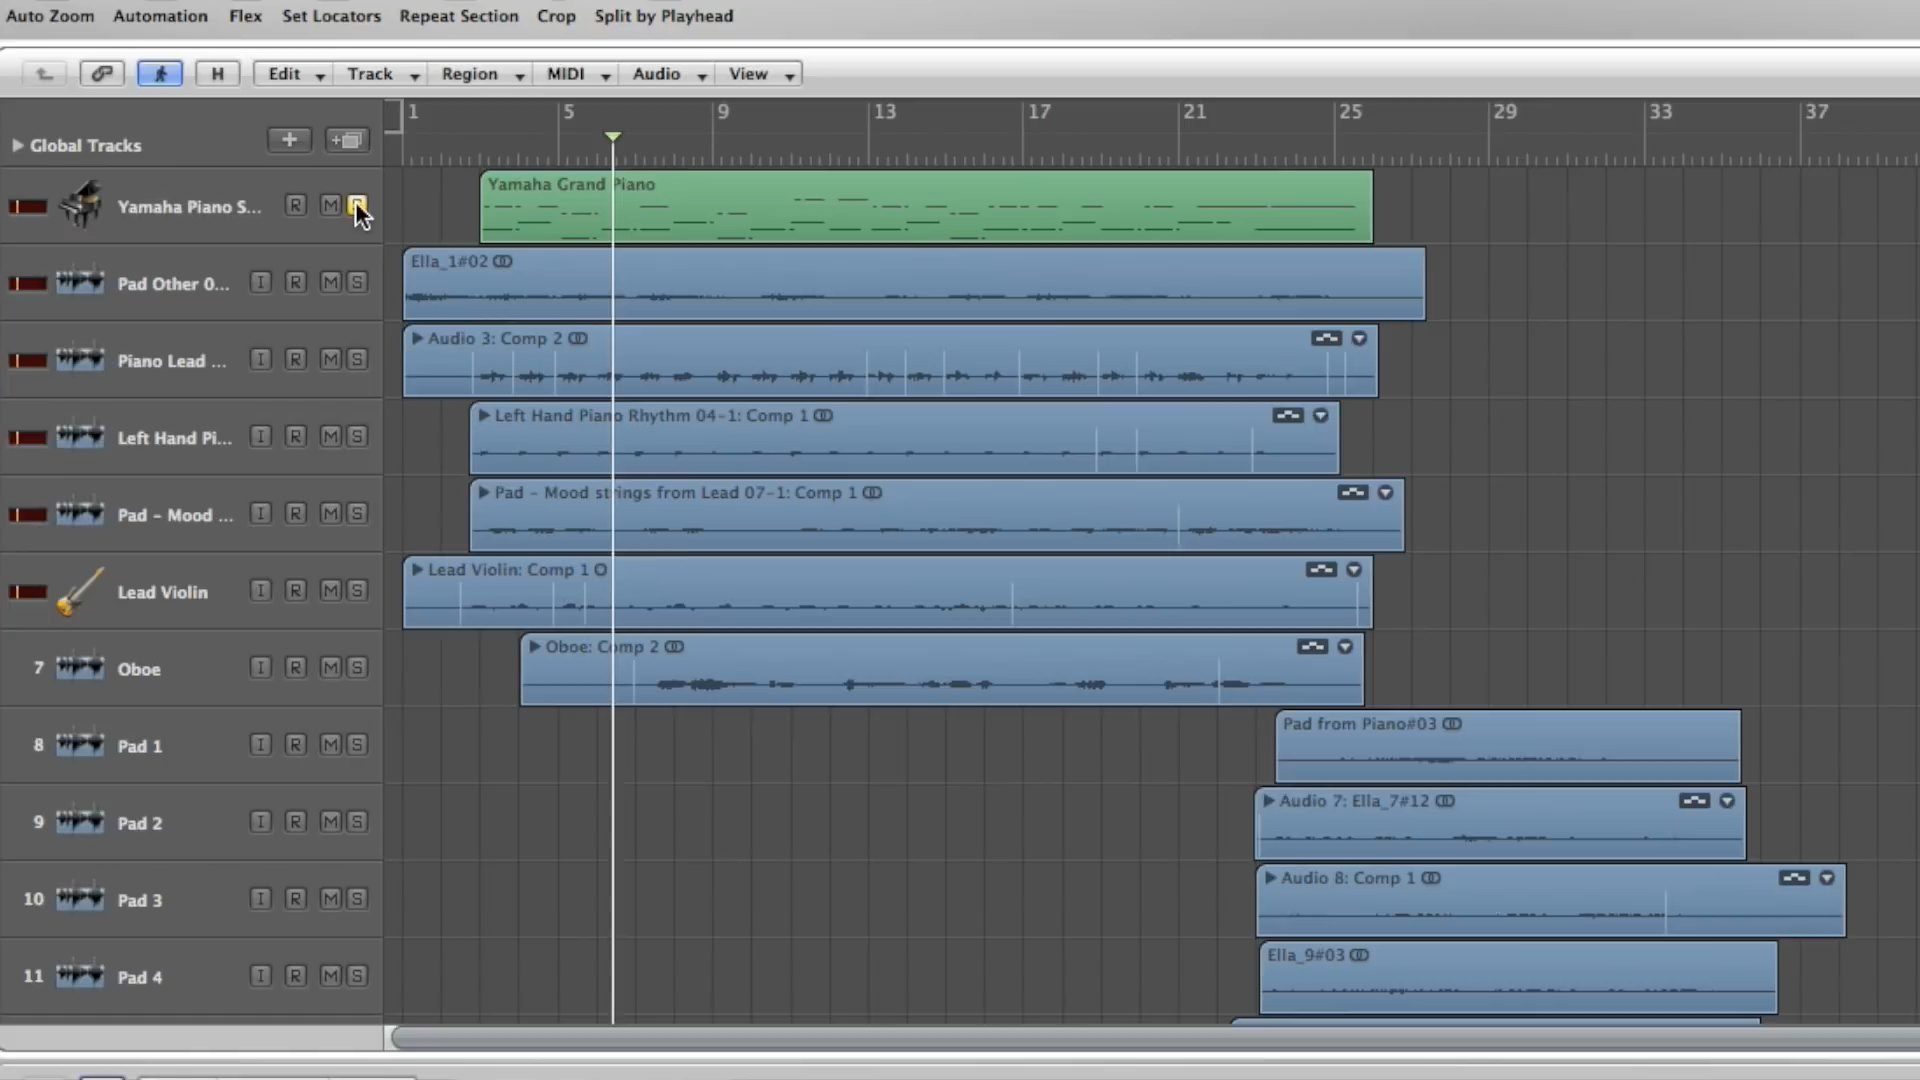 Auto Zoom Automation Flex Set Locators Repeat Section Crop Split by Playhead
H Edit Track Region MIDI Audio View
1 5 9 13 17 21 25 29 33 37
Global Tracks
Yamaha Piano S... R M
Yamaha Grand Piano
Pad Other 0... I R M S
Ella_1#02
Piano Lead ... I R M S
Audio 3: Comp 2
Left Hand Pi... I R M S
Left Hand Piano Rhythm 04-1: Comp 1
Pad - Mood ... I R M S
Pad - Mood strings from Lead 07-1: Comp 1
Lead Violin I R M S
Lead Violin: Comp 1
7 Oboe I R M S
Oboe: Comp 2
8 Pad 1 I R M S
Pad from Piano#03
9 Pad 2 I R M S
Audio 7: Ella_7#12
10 Pad 3 I R M S
Audio 8: Comp 1
11 Pad 4 I R M S
Ella_9#03